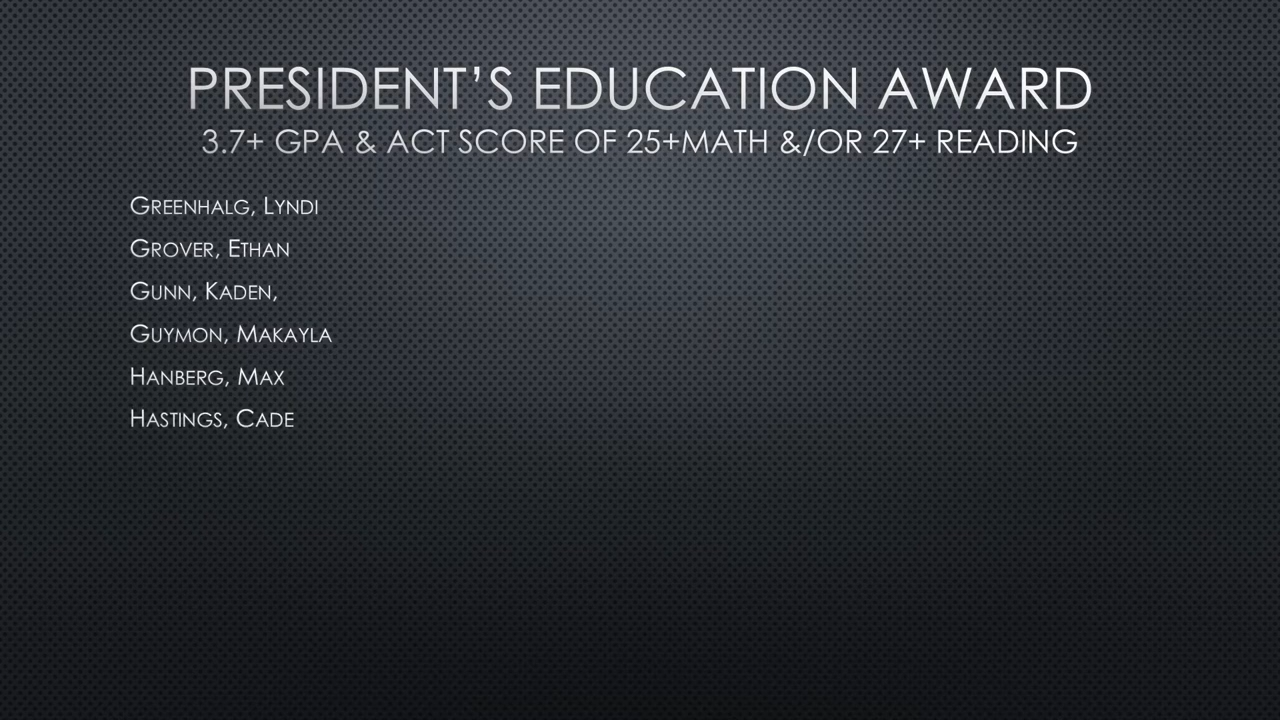 PRESIDENT’S EDUCATION AWARD
3.7+ GPA & ACT SCORE OF 25+MATH &/OR 27+ READING
Greenhalg, Lyndi
Grover, Ethan
Gunn, Kaden,
Guymon, Makayla
Hanberg, Max
Hastings, Cade